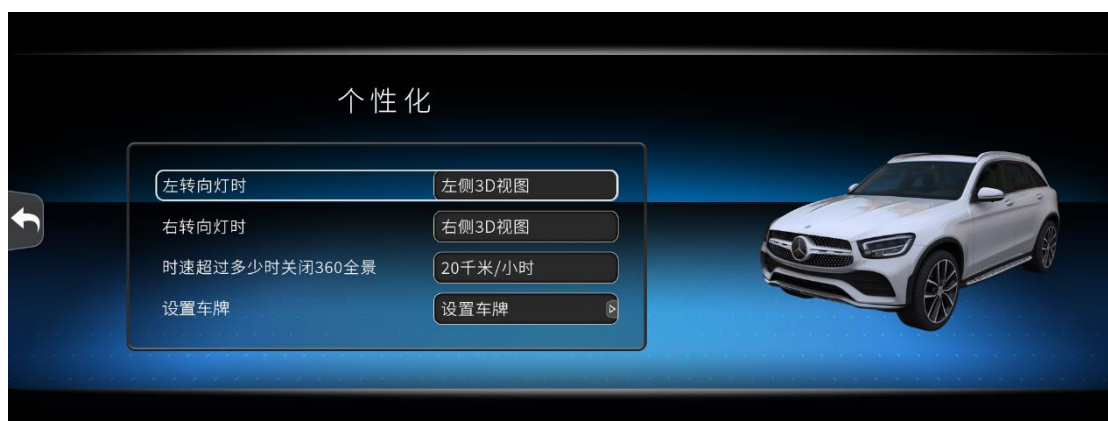 个性化
左转向灯时 左侧3D视图
右转向灯时 右侧3D视图
时速超过多少时关闭360全景 20千米/小时
设置车牌 设置车牌